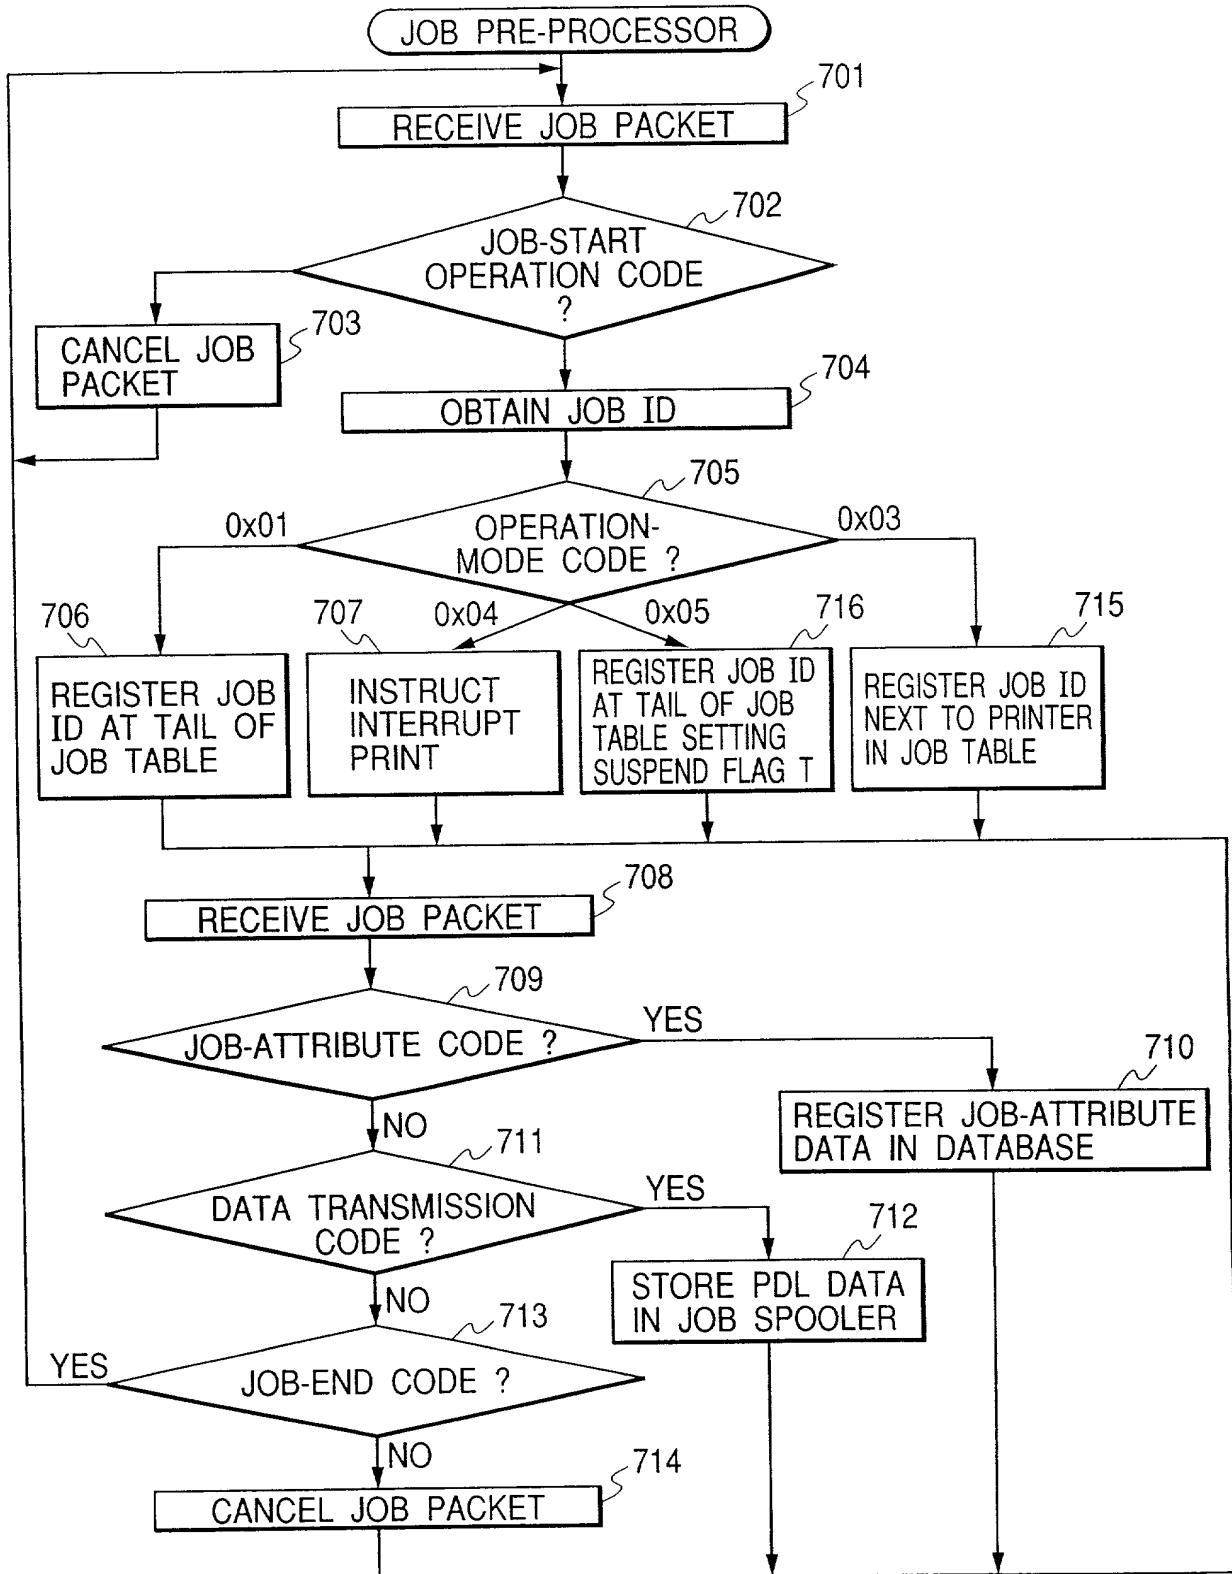 JOB PRE-PROCESSOR
701
RECEIVE JOB PACKET
702
JOB-START
OPERATION CODE
?
703
CANCEL JOB
PACKET
704
OBTAIN JOB ID
705
0x01
OPERATION-
MODE CODE ?
0x03
706
707
0x04
0x05
716
715
REGISTER JOB
ID AT TAIL OF
JOB TABLE
INSTRUCT
INTERRUPT
PRINT
REGISTER JOB ID
AT TAIL OF JOB
TABLE SETTING
SUSPEND FLAG T
REGISTER JOB ID
NEXT TO PRINTER
IN JOB TABLE
708
RECEIVE JOB PACKET
709
JOB-ATTRIBUTE CODE ?
YES
710
REGISTER JOB-ATTRIBUTE
DATA IN DATABASE
NO
711
DATA TRANSMISSION
CODE ?
YES
712
STORE PDL DATA
IN JOB SPOOLER
NO
713
YES
JOB-END CODE ?
NO
714
CANCEL JOB PACKET